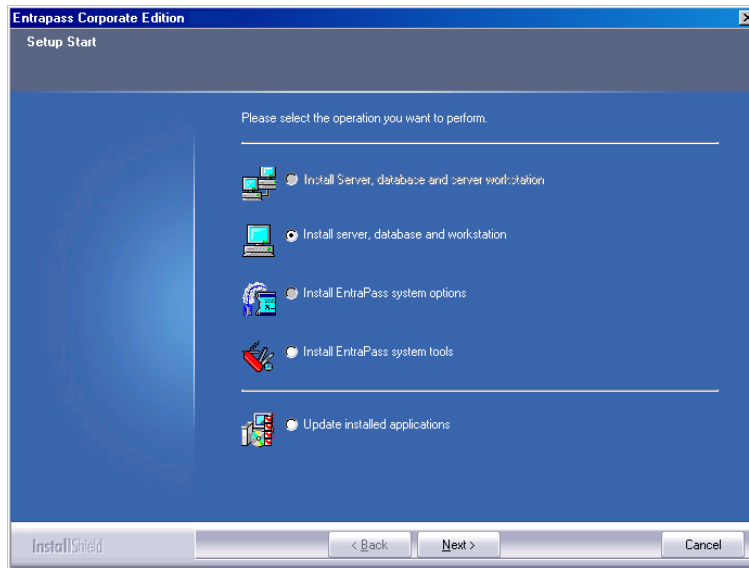 Entrapass Corporate Edition
Setup Start
Please select the operation you want to perform.
Install Server, database and server workstation
Install server, database and workstation
Install EntraPass system options
Install EntraPass system tools
Update installed applications
InstallShield
< Back
Next >
Cancel